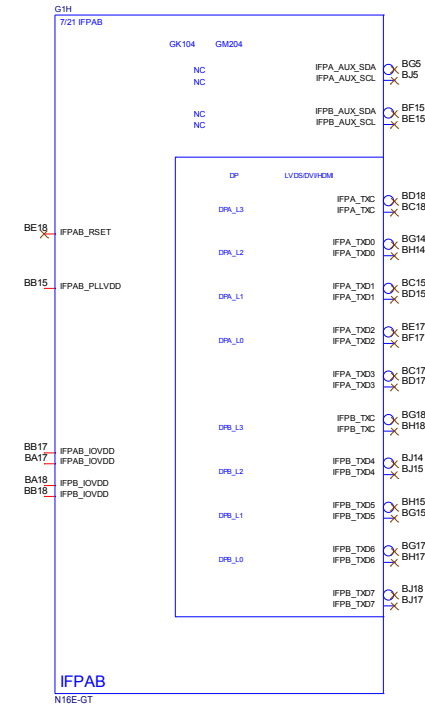 G1H
7/21 IFPAB
GK104 GM204
IFPA_AUX_SDA BG5
NC IFPA_AUX_SCL BJ5
NC
IFPB_AUX_SDA BF15
NC IFPB_AUX_SCL BE15
NC
DP LVDS/DVI/HDMI
IFPA_TXC BD18
DPA_L3 IFPA_TXC BC18
BE18 IFPAB_RSET
IFPA_TXD0 BG14
DPA_L2 IFPA_TXD0 BH14
BB15 IFPAB_PLLVDD
IFPA_TXD1 BC15
DPA_L1 IFPA_TXD1 BD15
IFPA_TXD2 BE17
DPA_L0 IFPA_TXD2 BF17
IFPA_TXD3 BC17
IFPA_TXD3 BD17
IFPB_TXC BG18
DPB_L3 IFPB_TXC BH18
BB17 IFPAB_IOVDD
BA17 IFPAB_IOVDD
IFPB_TXD4 BJ14
DPB_L2 IFPB_TXD4 BJ15
BA18 IFPB_IOVDD
BB18 IFPB_IOVDD
IFPB_TXD5 BH15
DPB_L1 IFPB_TXD5 BG15
IFPB_TXD6 BG17
DPB_L0 IFPB_TXD6 BH17
IFPB_TXD7 BJ18
IFPB_TXD7 BJ17
IFPAB
N16E-GT